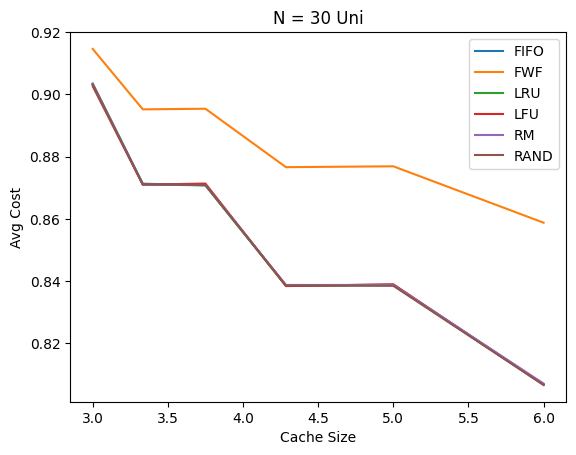 N = 30 Uni
0.92
0.90
0.88
0.86
0.84
0.82
Avg Cost
FIFO
FWF
LRU
LFU
RM
RAND
3.0 3.5 4.0 4.5 5.0 5.5 6.0
Cache Size